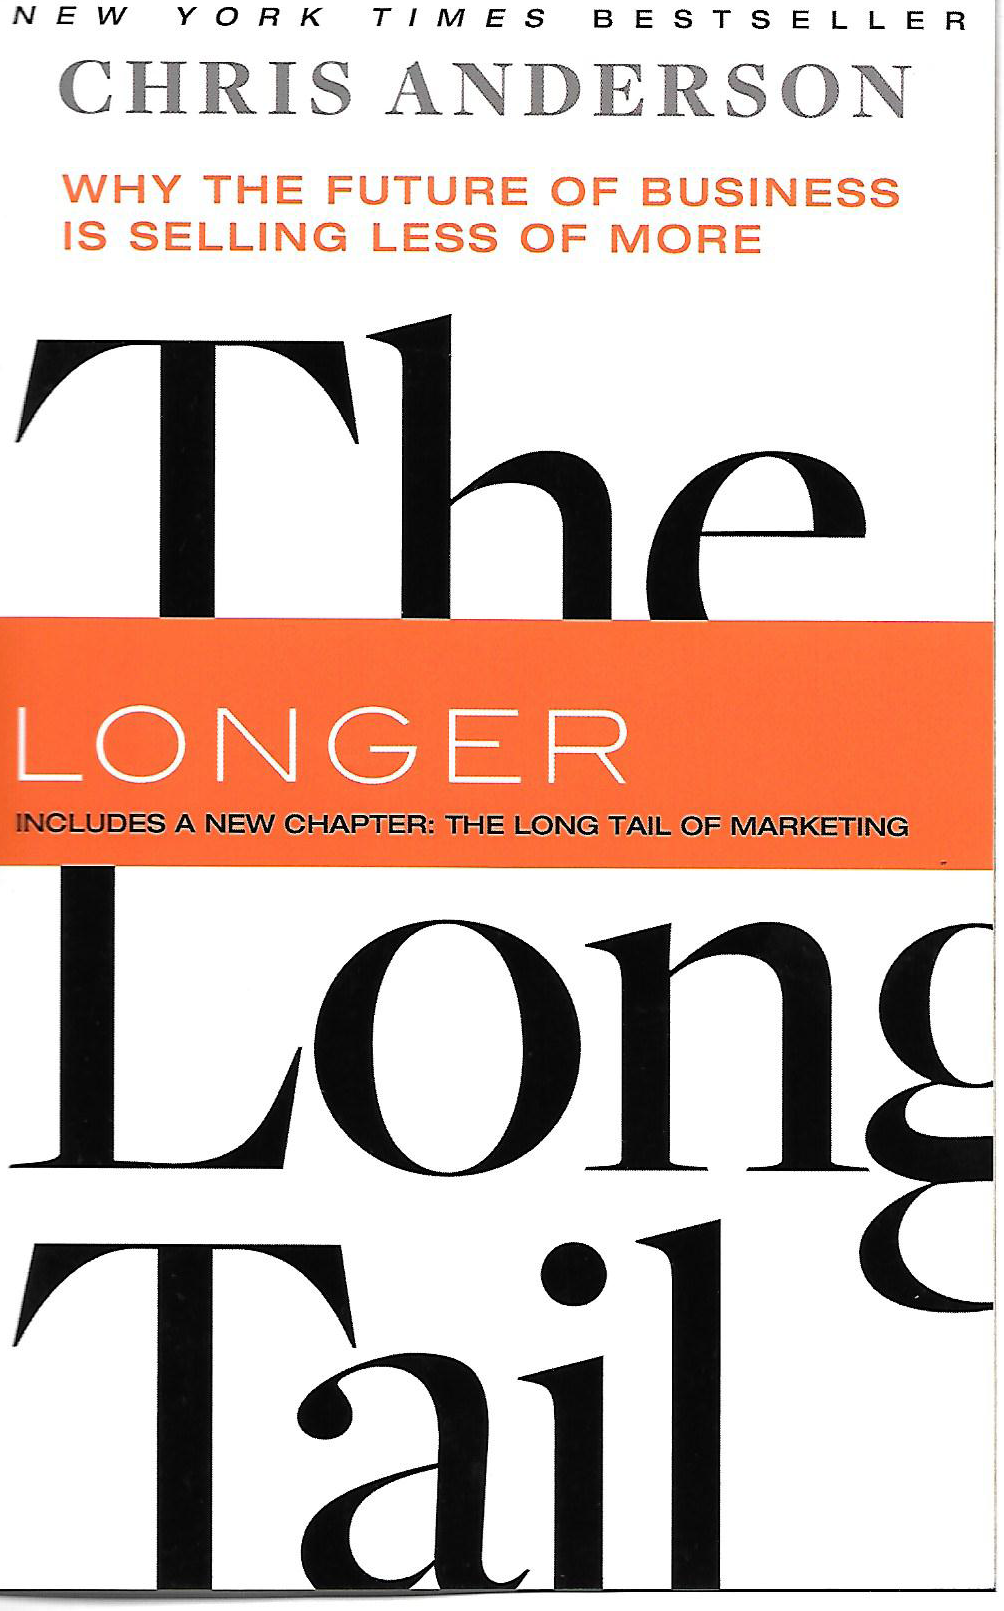 NEW YORK TIMES BESTSELLER
CHRIS ANDERSON
WHY THE FUTURE OF BUSINESS
IS SELLING LESS OF MORE
The
LONGER
INCLUDES A NEW CHAPTER: THE LONG TAIL OF MARKETING
Long
Tail